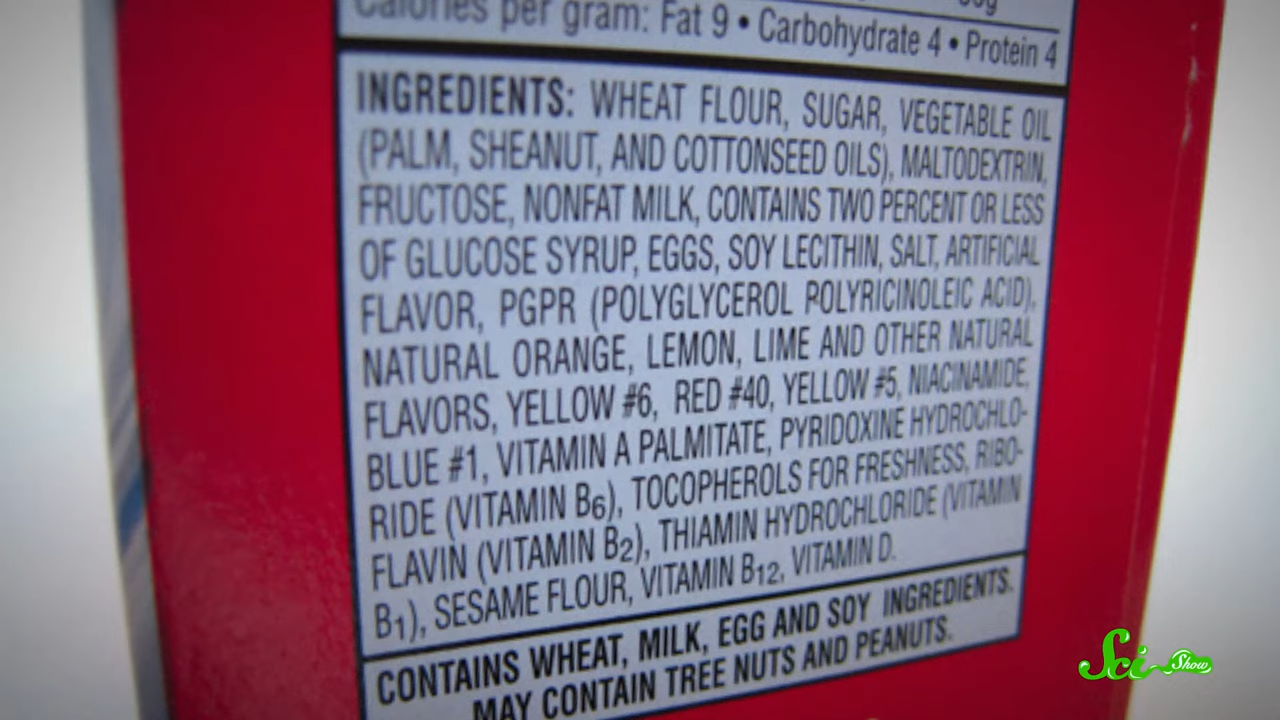 Calories per gram: Fat 9 • Carbohydrate 4 • Protein 4
INGREDIENTS: WHEAT FLOUR, SUGAR, VEGETABLE OIL
(PALM, SHEANUT, AND COTTONSEED OILS), MALTODEXTRIN,
FRUCTOSE, NONFAT MILK, CONTAINS TWO PERCENT OR LESS
OF GLUCOSE SYRUP, EGGS, SOY LECITHIN, SALT, ARTIFICIAL
FLAVOR, PGPR (POLYGLYCEROL POLYRICINOLEIC ACID),
NATURAL ORANGE, LEMON, LIME AND OTHER NATURAL
FLAVORS, YELLOW #6, RED #40, YELLOW #5, NIACINAMIDE,
BLUE #1, VITAMIN A PALMITATE, PYRIDOXINE HYDROCHLO-
RIDE (VITAMIN B6), TOCOPHEROLS FOR FRESHNESS, RIBO-
FLAVIN (VITAMIN B2), THIAMIN HYDROCHLORIDE (VITAMIN
B1), SESAME FLOUR, VITAMIN B12, VITAMIN D.
CONTAINS WHEAT, MILK, EGG AND SOY INGREDIENTS.
MAY CONTAIN TREE NUTS AND PEANUTS.
Sci Show